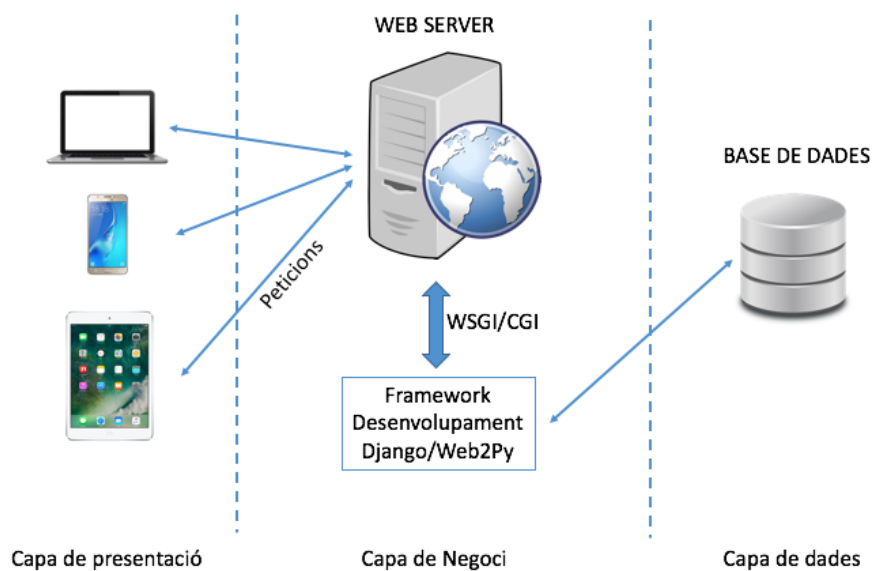 WEB SERVER
BASE DE DADES
Peticions
WSGI/CGI
Framework
Desenvolupament
Django/Web2Py
Capa de presentació
Capa de Negoci
Capa de dades